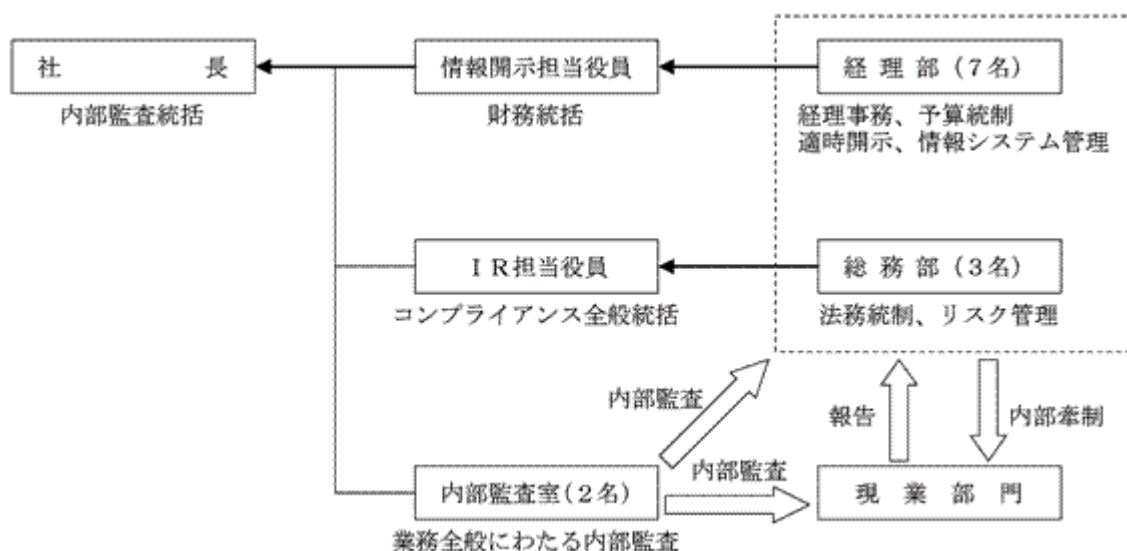 社長
情報開示担当役員
経理部(7名)
内部監査統括
財務統括
経理事務、予算統制
適時開示、情報システム管理
IR担当役員
総務部(3名)
コンプライアンス全般統括
法務統制、リスク管理
内部監査
報告
内部牽制
内部監査
内部監査室(2名)
現業部門
業務全般にわたる内部監査